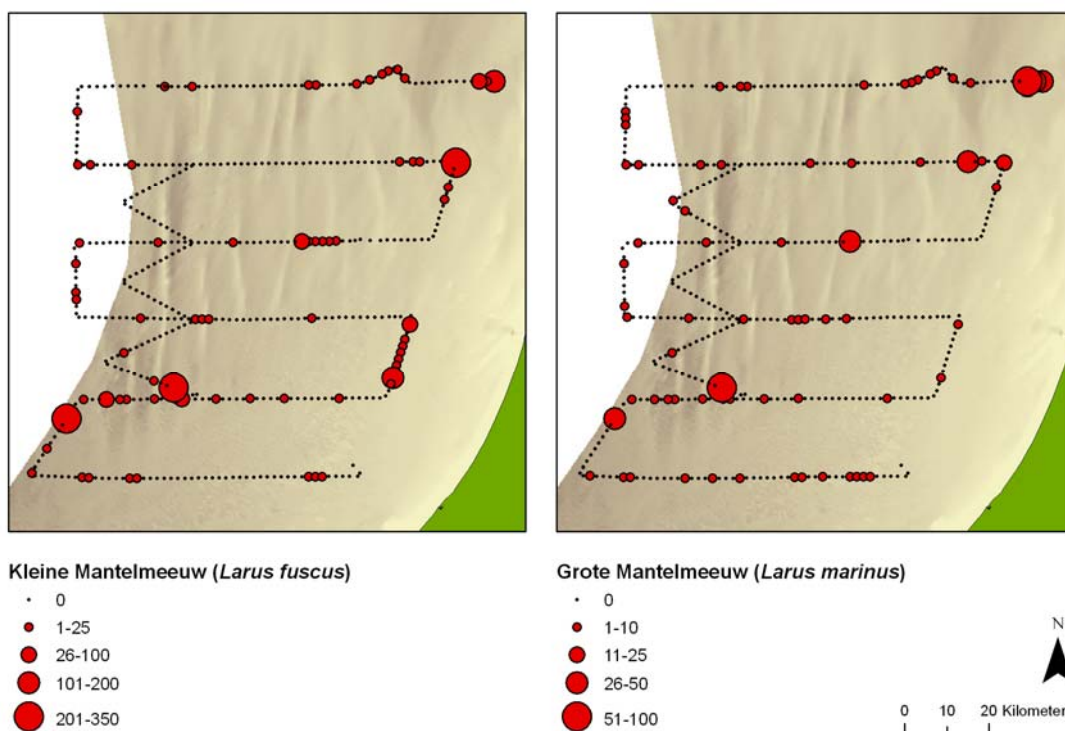 Kleine Mantelmeeuw (Larus fuscus)
0
1-25
26-100
101-200
201-350
Grote Mantelmeeuw (Larus marinus)
0
1-10
11-25
26-50
51-100
N
0 10 20 Kilometer